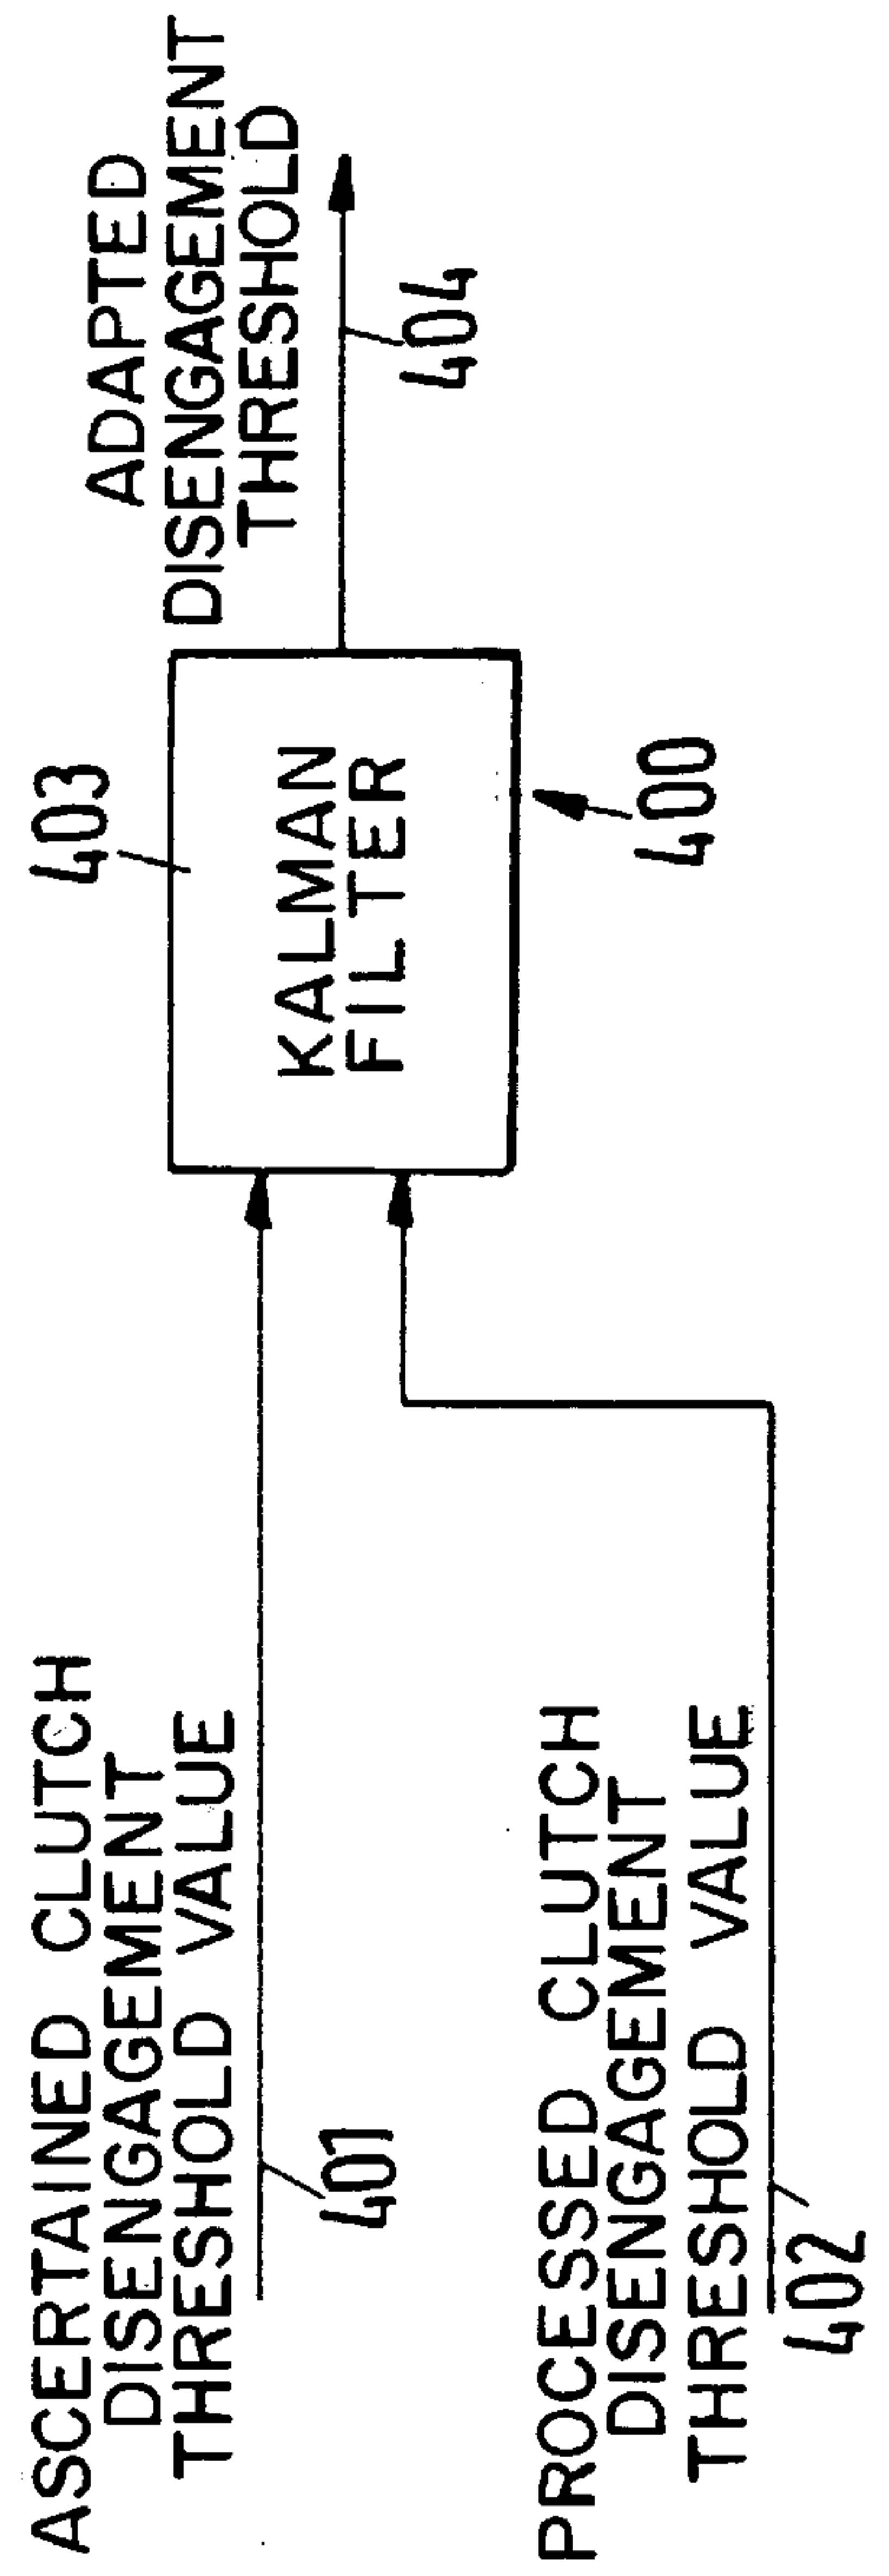 ASCERTAINED CLUTCH
DISENGAGEMENT
THRESHOLD VALUE
401
PROCESSED CLUTCH
DISENGAGEMENT
THRESHOLD VALUE
402
403
KALMAN
FILTER
400
ADAPTED
DISENGAGEMENT
THRESHOLD
404